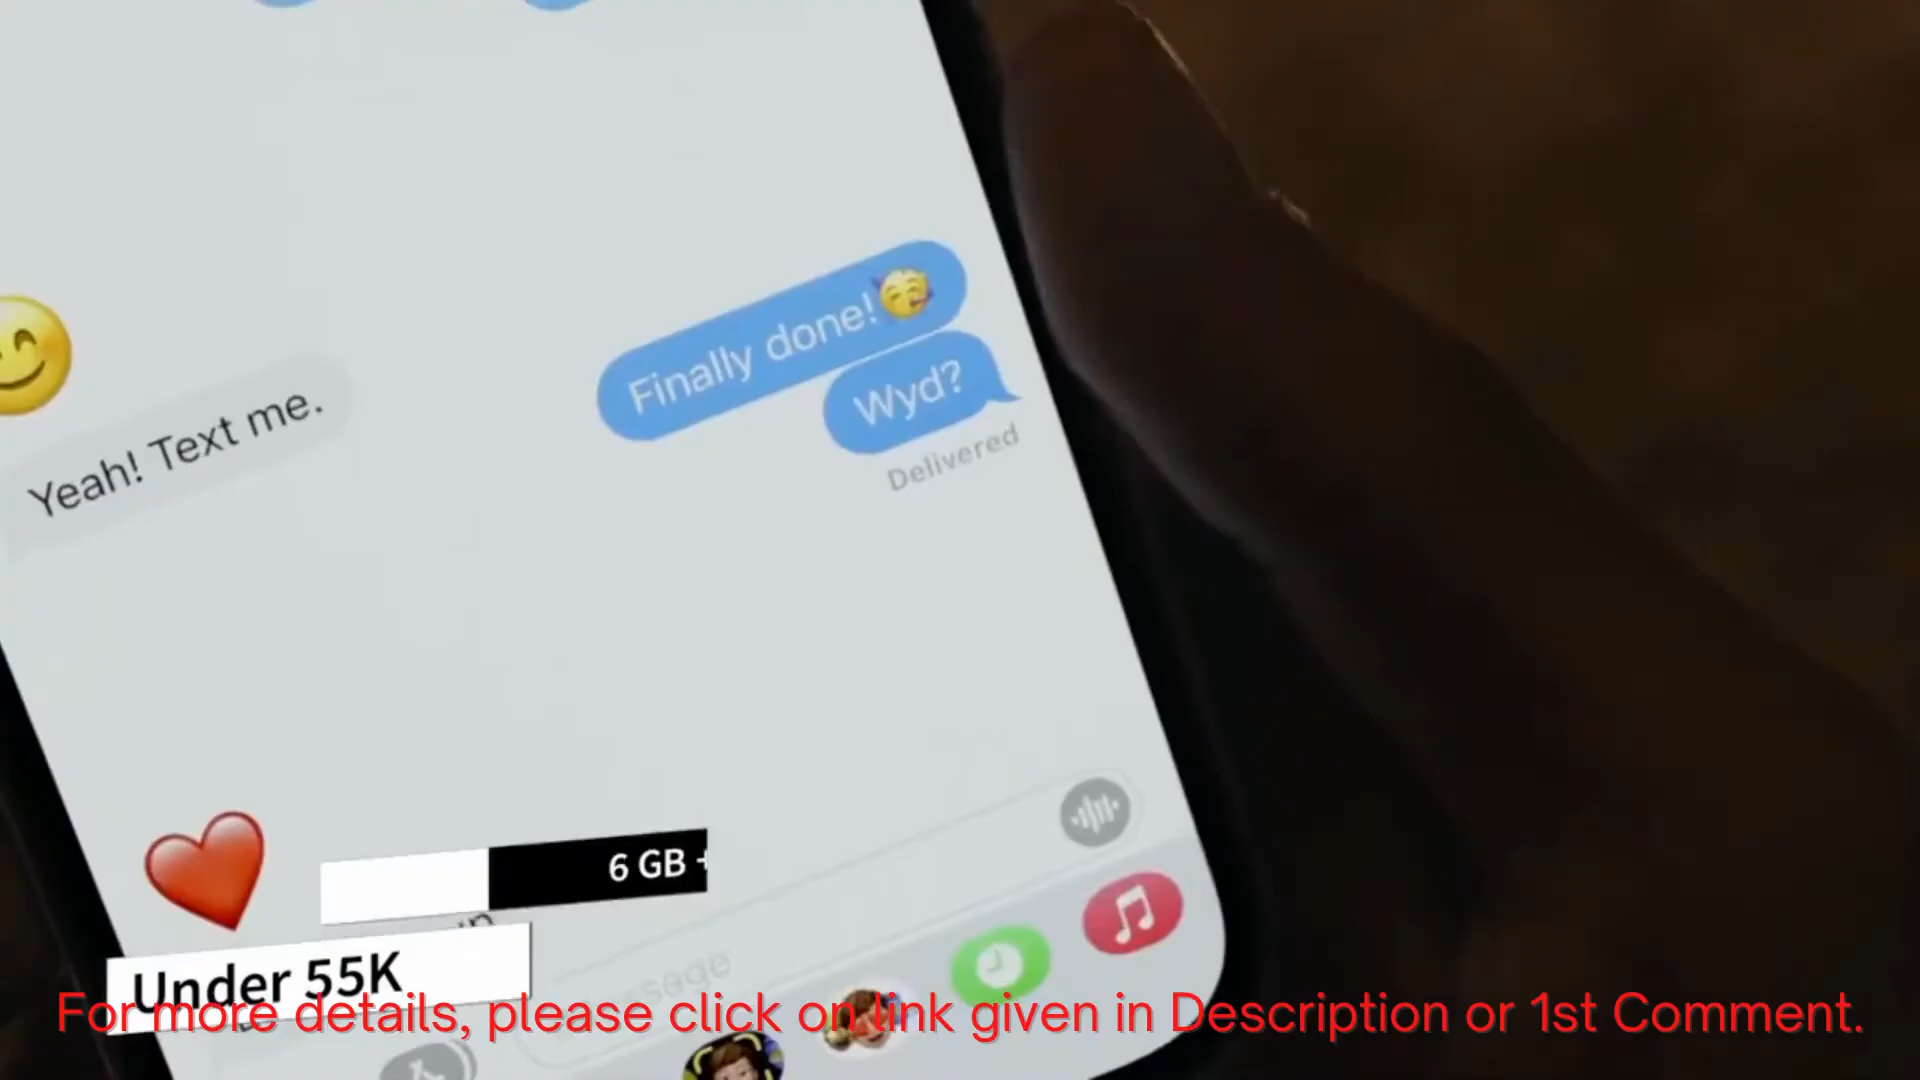 Finally done!🥳
Wyd?
Delivered
Yeah! Text me.
6 GB +
Under 55K
For more details, please click on link given in Description or 1st Comment.